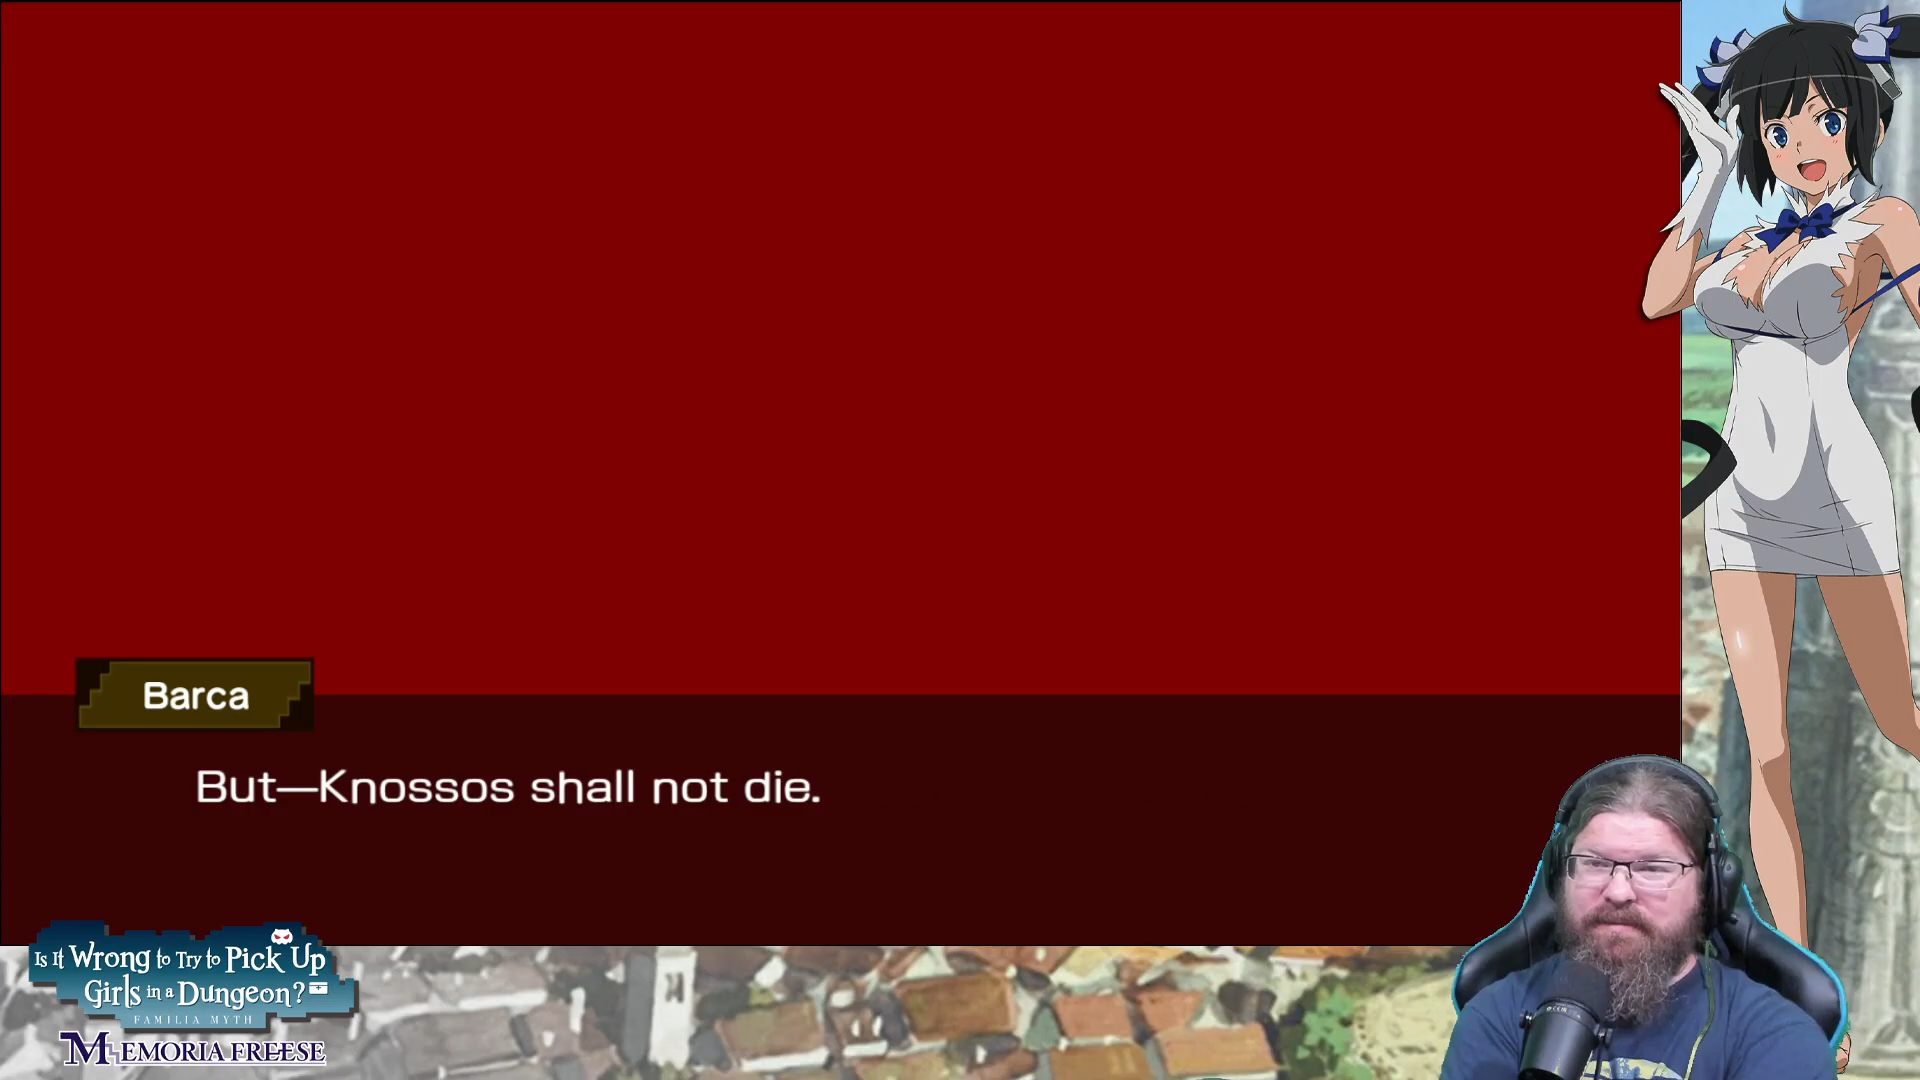 Barca
But—Knossos shall not die.
Is It Wrong to Try to Pick Up
Girls in a Dungeon?
FAMILIA MYTH
MEMORIA FREESE